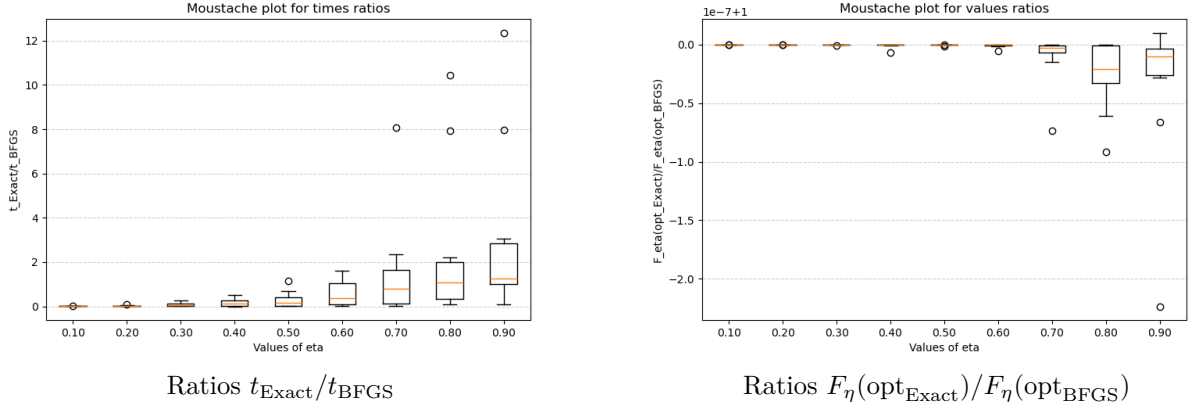 Moustache plot for times ratios
12
10
8
6
4
2
0
t_Exact/t_BFGS
0.10 0.20 0.30 0.40 0.50 0.60 0.70 0.80 0.90
Values of eta
Ratios t_Exact/t_BFGS
1e−7+1
Moustache plot for values ratios
0.0
−0.5
−1.0
−1.5
−2.0
F_eta(opt_Exact)/F_eta(opt_BFGS)
0.10 0.20 0.30 0.40 0.50 0.60 0.70 0.80 0.90
Values of eta
Ratios F_η(opt_Exact)/F_η(opt_BFGS)